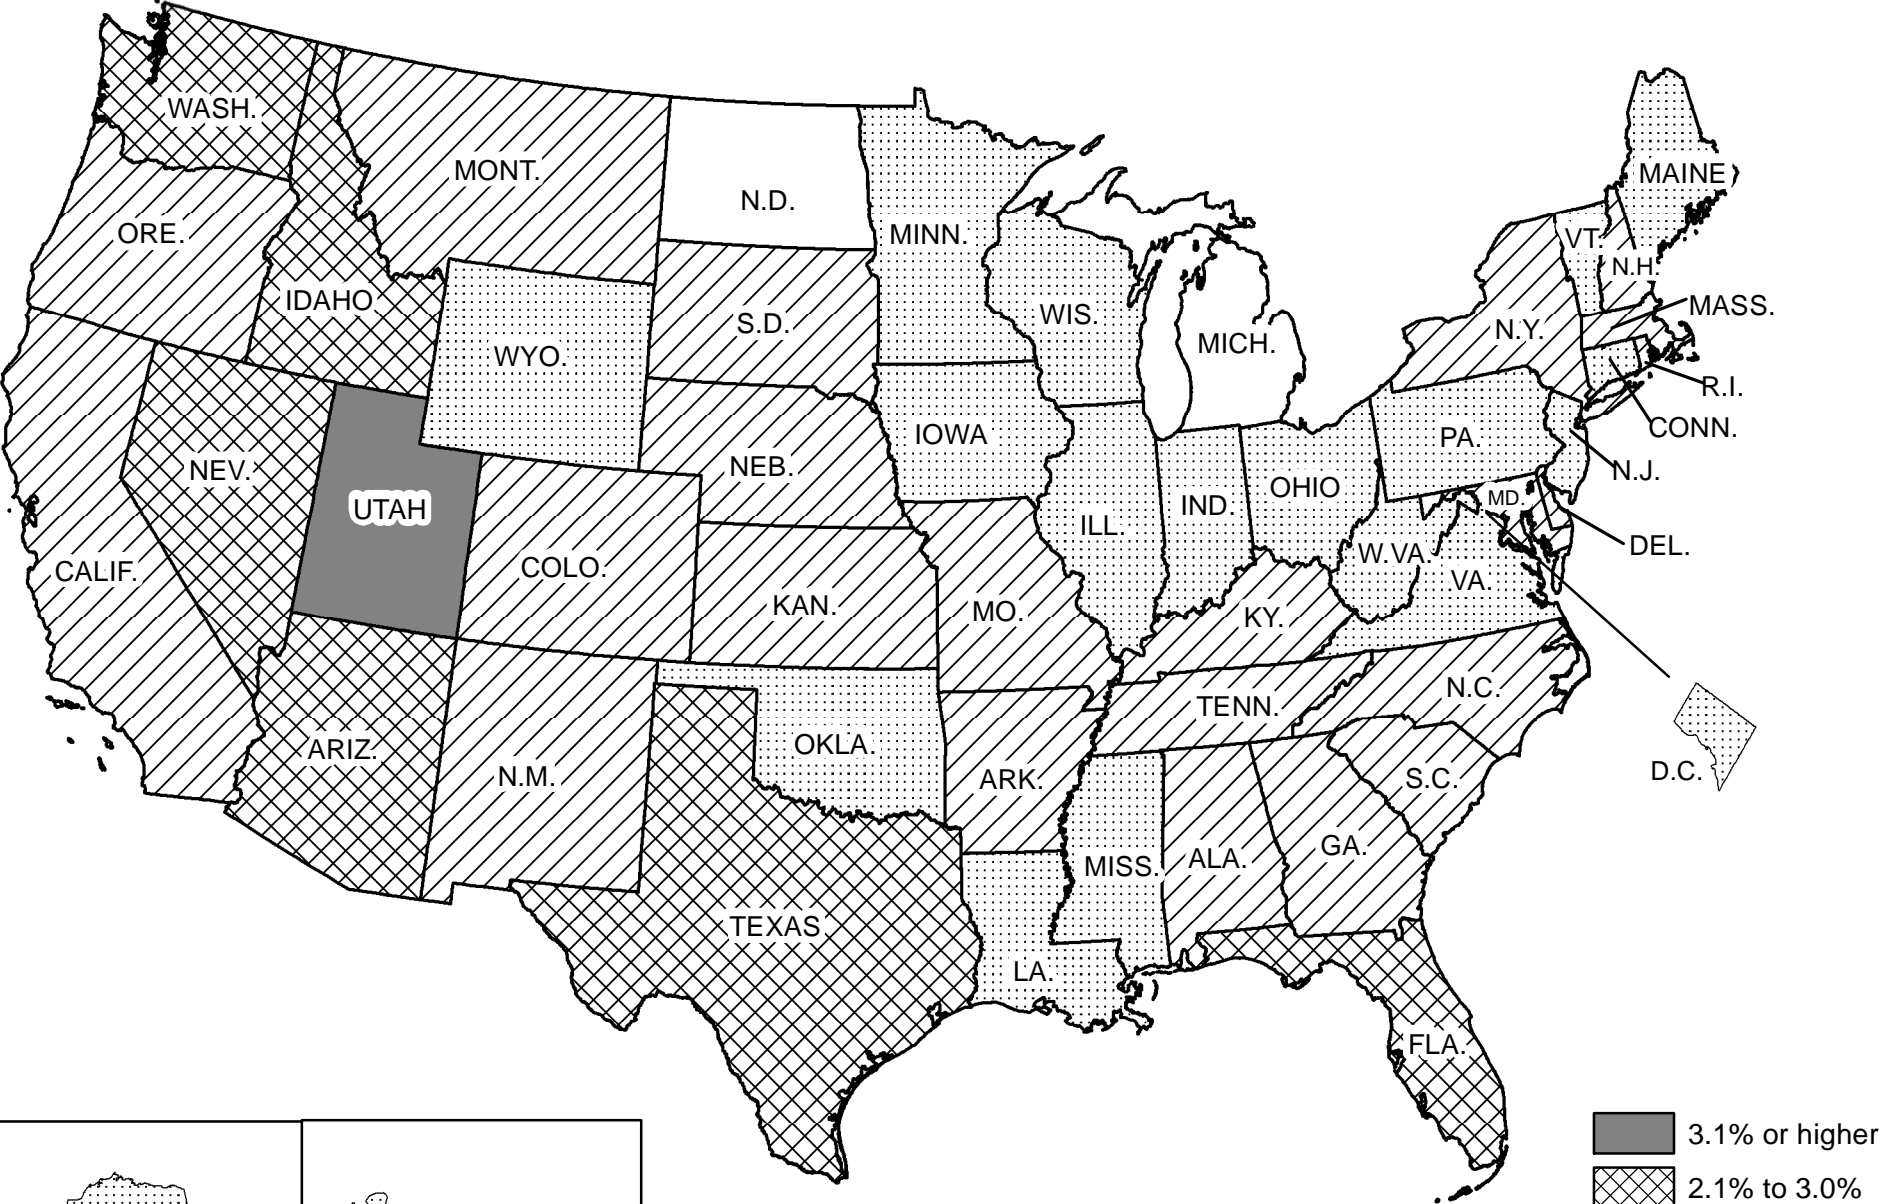 WASH.
MONT.
N.D.
MINN.
MAINE
ORE.
VT.
N.H.
IDAHO
MASS.
WIS.
S.D.
N.Y.
MICH.
WYO.
R.I.
CONN.
IOWA
PA.
NEB.
NEV.
N.J.
OHIO
MD.
IND.
UTAH
ILL.
DEL.
W.VA.
COLO.
CALIF.
VA.
KAN.
MO.
KY.
N.C.
TENN.
OKLA.
ARIZ.
D.C.
N.M.
ARK.
S.C.
GA.
ALA.
MISS.
TEXAS
LA.
FLA.
3.1% or higher
2.1% to 3.0%